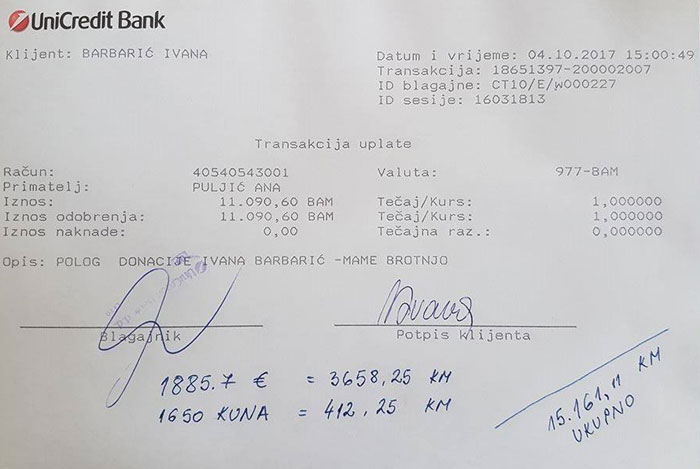 UniCredit Bank
Klijent: BARBARIĆ IVANA
Datum i vrijeme: 04.10.2017 15:00:49
Transakcija: 18651397-200002007
ID blagajne: CT10/E/w000227
ID sesije: 16031813
Transakcija uplate
Račun: 40540543001 Valuta: 977-BAM
Primatelj: PULJIĆ ANA
Iznos: 11.090,60 BAM Tečaj/Kurs: 1,000000
Iznos odobrenja: 11.090,60 BAM Tečaj/Kurs: 1,000000
Iznos naknade: 0,00 Tečajna raz.: 0,000000
Opis: POLOG DONACIJE IVANA BARBARIĆ -MAME BROTNJO
Blagajnik Potpis klijenta
1885.7 € = 3658,25 KM
1650 KUNA = 412,25 KM
15.161,11 KM
UKUPNO